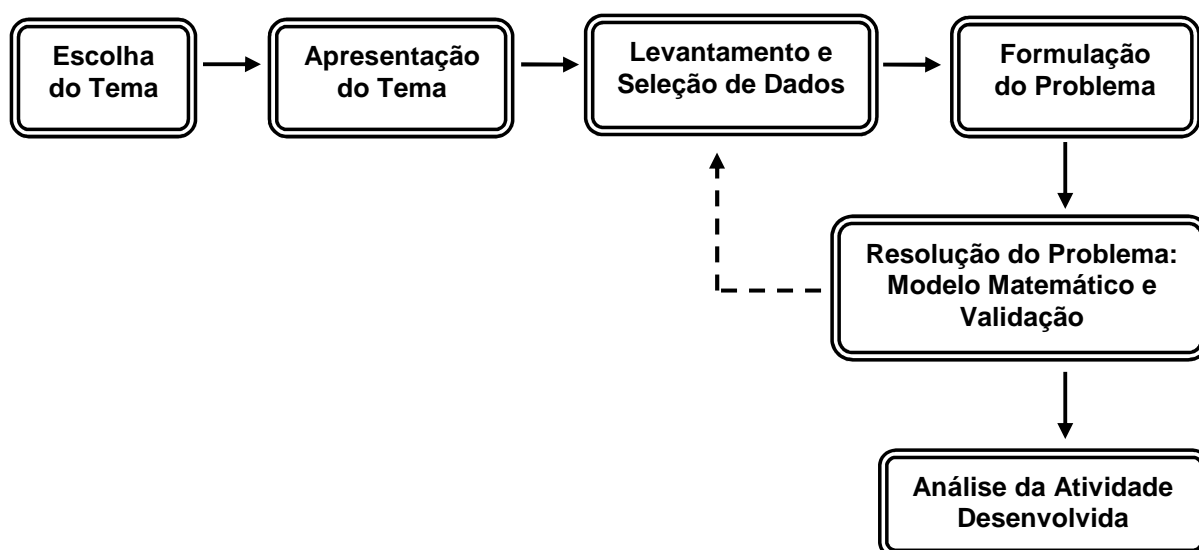 Escolha
do Tema
Apresentação
do Tema
Levantamento e
Seleção de Dados
Formulação
do Problema
Resolução do Problema:
Modelo Matemático e
Validação
Análise da Atividade
Desenvolvida